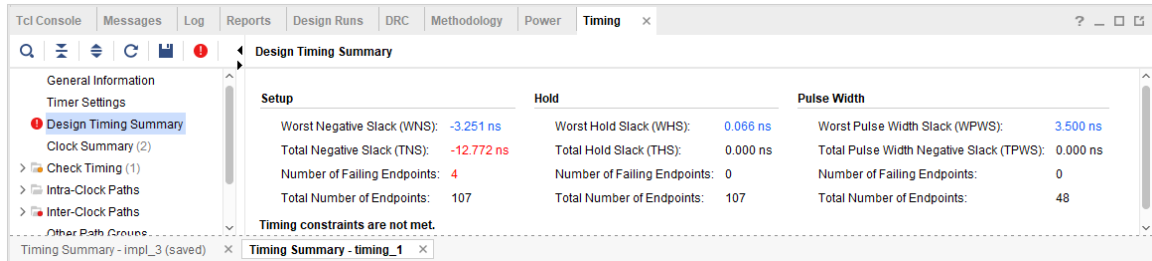 Tcl Console Messages Log Reports Design Runs DRC Methodology Power Timing × ? _
Design Timing Summary
General Information
Timer Settings
Design Timing Summary
Clock Summary (2)
Check Timing (1)
Intra-Clock Paths
Inter-Clock Paths
Other Path Groups
Setup Hold Pulse Width
Worst Negative Slack (WNS): -3.251 ns Worst Hold Slack (WHS): 0.066 ns Worst Pulse Width Slack (WPWS): 3.500 ns
Total Negative Slack (TNS): -12.772 ns Total Hold Slack (THS): 0.000 ns Total Pulse Width Negative Slack (TPWS): 0.000 ns
Number of Failing Endpoints: 4 Number of Failing Endpoints: 0 Number of Failing Endpoints: 0
Total Number of Endpoints: 107 Total Number of Endpoints: 107 Total Number of Endpoints: 48
Timing constraints are not met.
Timing Summary - impl_3 (saved) × Timing Summary - timing_1 ×